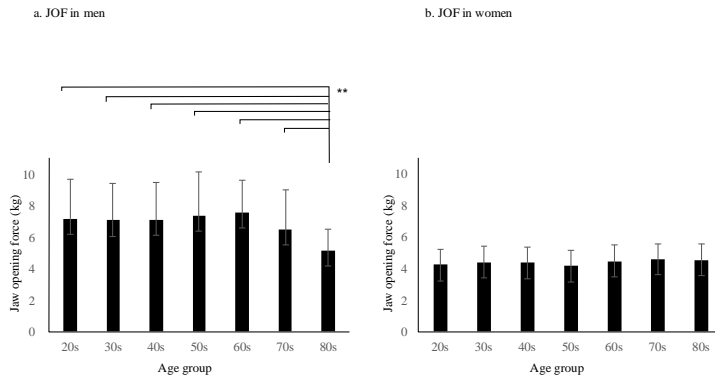 a. JOF in men
b. JOF in women
**
Jaw opening force (kg)
10
8
6
4
2
0
20s 30s 40s 50s 60s 70s 80s
Age group
Jaw opening force (kg)
10
8
6
4
2
0
20s 30s 40s 50s 60s 70s 80s
Age group